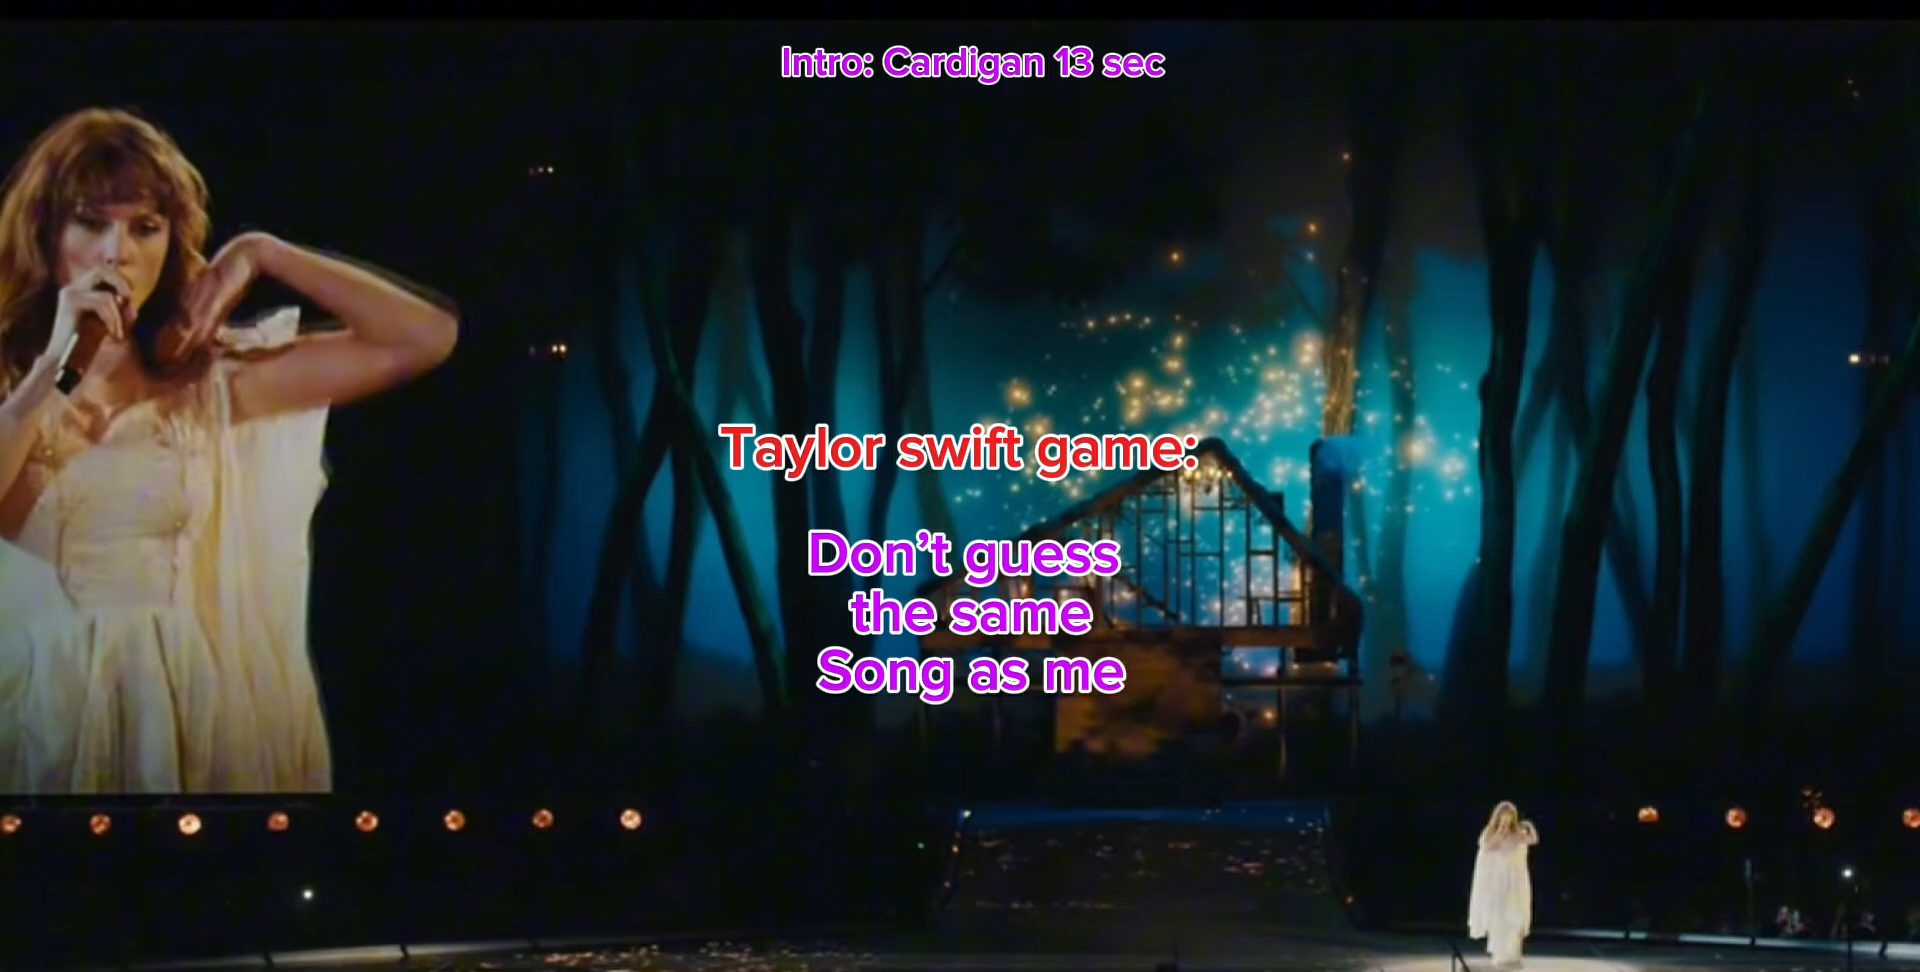 Intro: Cardigan 13 sec
Taylor swift game:
Don’t guess
the same
Song as me